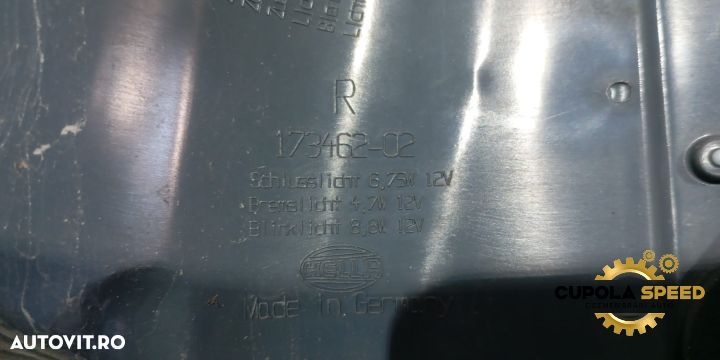 R
173462-02
Schlusslicht 6,75W 12V
Bremslicht 4,7W 12V
Blinklicht 8,8W 12V
HELLA
Made in Germany
CUPOLA SPEED
AUTOVIT.RO